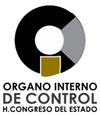 ORGANO INTERNO
DE CONTROL
H.CONGRESO DEL ESTADO